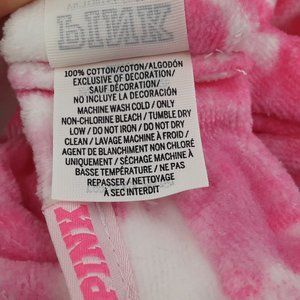 PINK
100% COTTON/COTON/ALGODÓN
EXCLUSIVE OF DECORATION/
SAUF DÉCORATION/
NO INCLUYE LA DECORACIÓN
MACHINE WASH COLD / ONLY
NON-CHLORINE BLEACH / TUMBLE DRY
LOW / DO NOT IRON / DO NOT DRY
CLEAN / LAVAGE MACHINE À FROID /
AGENT DE BLANCHIMENT NON CHLORÉ
UNIQUEMENT / SÉCHAGE MACHINE À
BASSE TEMPÉRATURE / NE PAS
REPASSER / NETTOYAGE
À SEC INTERDIT
PINK